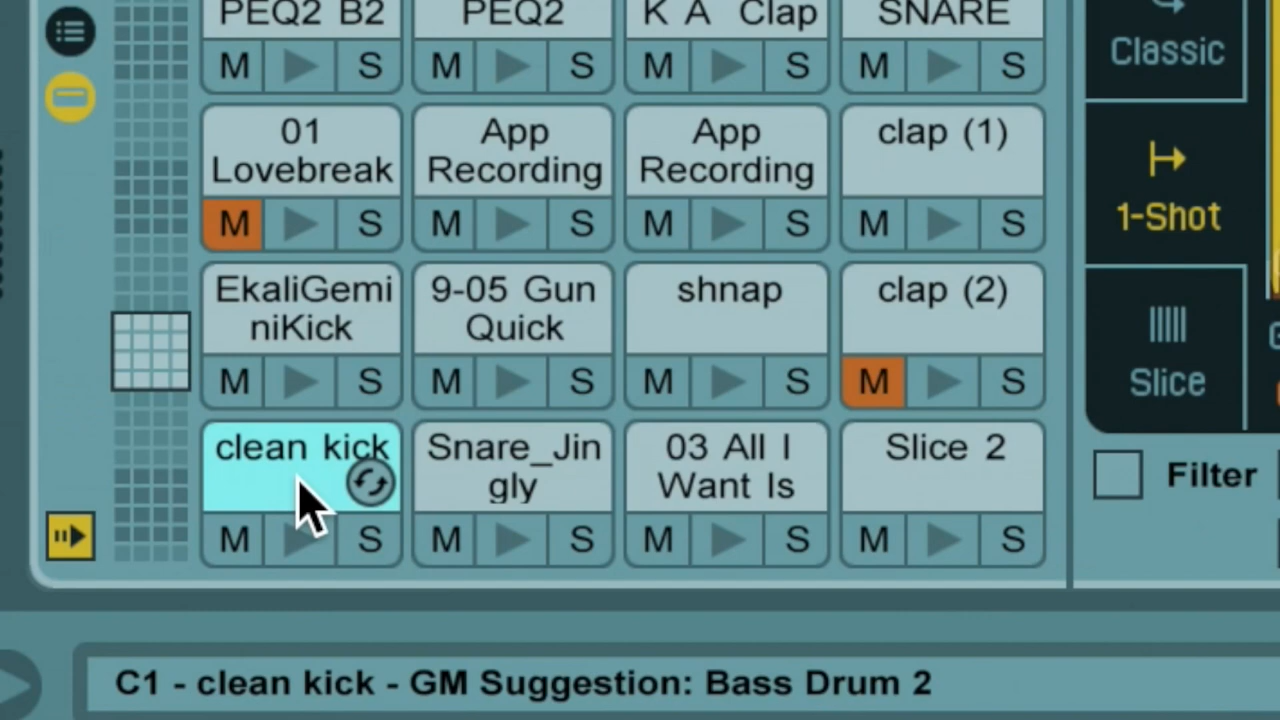 PEQ2 B2
PEQ2
K A Clap
SNARE
M S M S M S M S
Classic
01
Lovebreak
App
Recording
App
Recording
clap (1)
M S M S M S M S
1-Shot
EkaliGemi
niKick
9-05 Gun
Quick
shnap
clap (2)
M S M S M S M S
Slice
clean kick
Snare_Jin
gly
03 All I
Want Is
Slice 2
M S M S M S M S
Filter
C1 - clean kick - GM Suggestion: Bass Drum 2